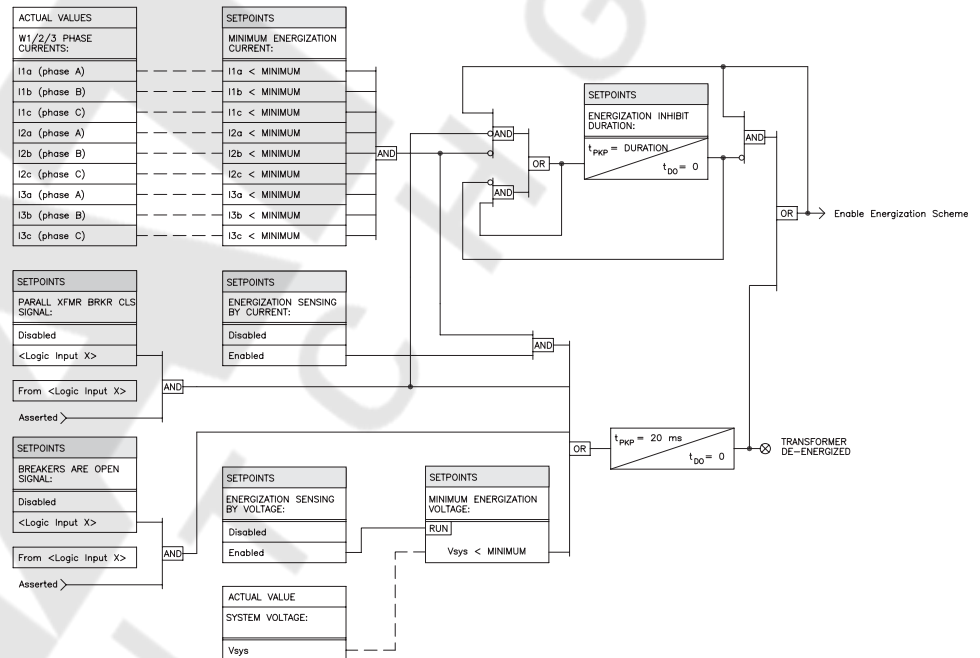 ACTUAL VALUES
W1/2/3 PHASE
CURRENTS:
I1a (phase A)
I1b (phase B)
I1c (phase C)
I2a (phase A)
I2b (phase B)
I2c (phase C)
I3a (phase A)
I3b (phase B)
I3c (phase C)
SETPOINTS
MINIMUM ENERGIZATION
CURRENT:
I1a < MINIMUM
I1b < MINIMUM
I1c < MINIMUM
I2a < MINIMUM
I2b < MINIMUM
I2c < MINIMUM
I3a < MINIMUM
I3b < MINIMUM
I3c < MINIMUM
AND
AND
AND
OR
SETPOINTS
ENERGIZATION INHIBIT
DURATION:
tPKP = DURATION
tDO = 0
AND
OR
Enable Energization Scheme
SETPOINTS
PARALL XFMR BRKR CLS
SIGNAL:
Disabled
<Logic Input X>
From <Logic Input X>
Asserted
AND
SETPOINTS
ENERGIZATION SENSING
BY CURRENT:
Disabled
Enabled
AND
SETPOINTS
BREAKERS ARE OPEN
SIGNAL:
Disabled
<Logic Input X>
From <Logic Input X>
Asserted
AND
SETPOINTS
ENERGIZATION SENSING
BY VOLTAGE:
Disabled
Enabled
SETPOINTS
MINIMUM ENERGIZATION
VOLTAGE:
RUN
Vsys < MINIMUM
OR
tPKP = 20 ms
tDO = 0
TRANSFORMER
DE-ENERGIZED
ACTUAL VALUE
SYSTEM VOLTAGE:
Vsys